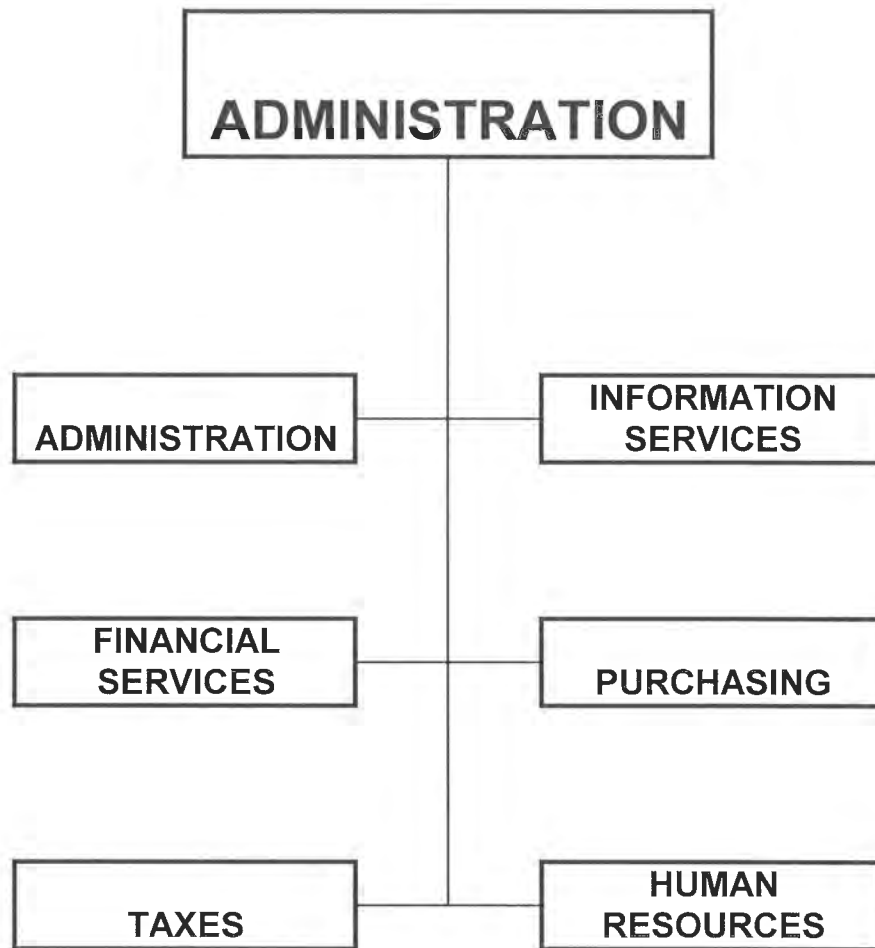 ADMINISTRATION
ADMINISTRATION
INFORMATION
SERVICES
FINANCIAL
SERVICES
PURCHASING
TAXES
HUMAN
RESOURCES